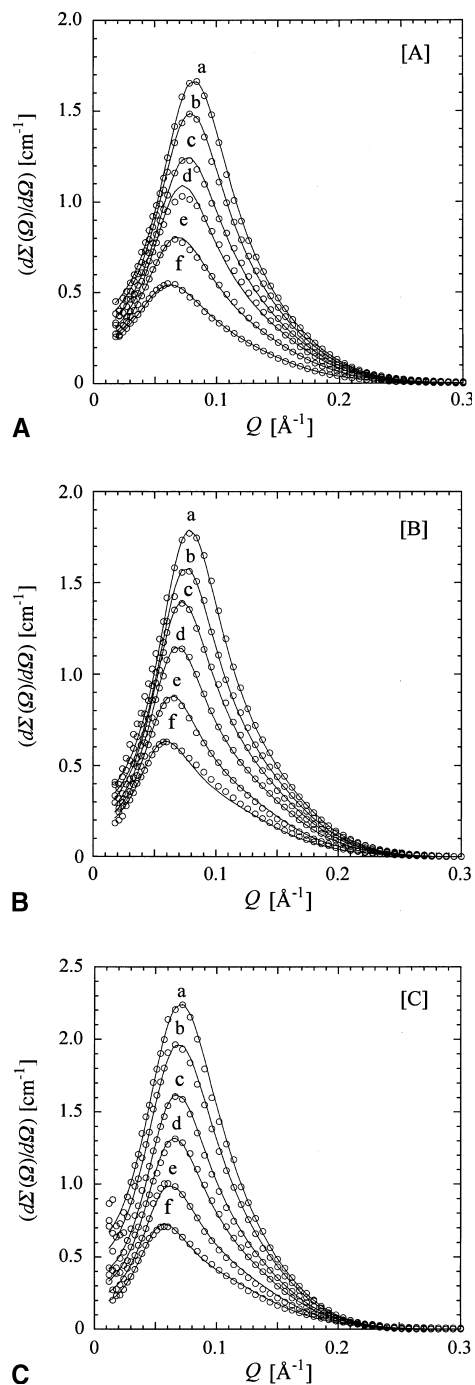 2.0
[A]
a
b
1.5
c
d
1.0
e
f
0.5
0
(dΣ(Ω)/dΩ) [cm⁻¹]
0 0.1 0.2 0.3
A
Q [Å⁻¹]
2.0
[B]
a
b
1.5
c
d
1.0
e
f
0.5
0
(dΣ(Ω)/dΩ) [cm⁻¹]
0 0.1 0.2 0.3
B
Q [Å⁻¹]
2.5
[C]
a
b
2.0
c
1.5
d
1.0
e
f
0.5
0
(dΣ(Ω)/dΩ) [cm⁻¹]
0 0.1 0.2 0.3
C
Q [Å⁻¹]